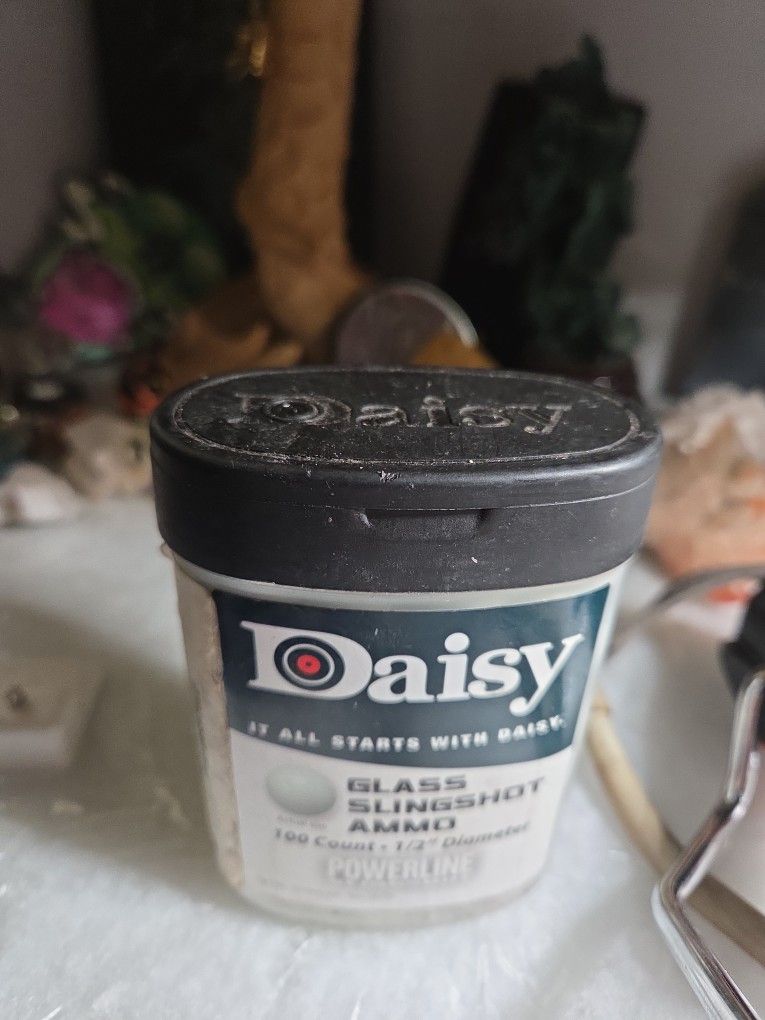 Daisy
Daisy
IT ALL STARTS WITH DAISY.
GLASS
SLINGSHOT
AMMO
100 Count • 1/2" Diameter
POWERLINE